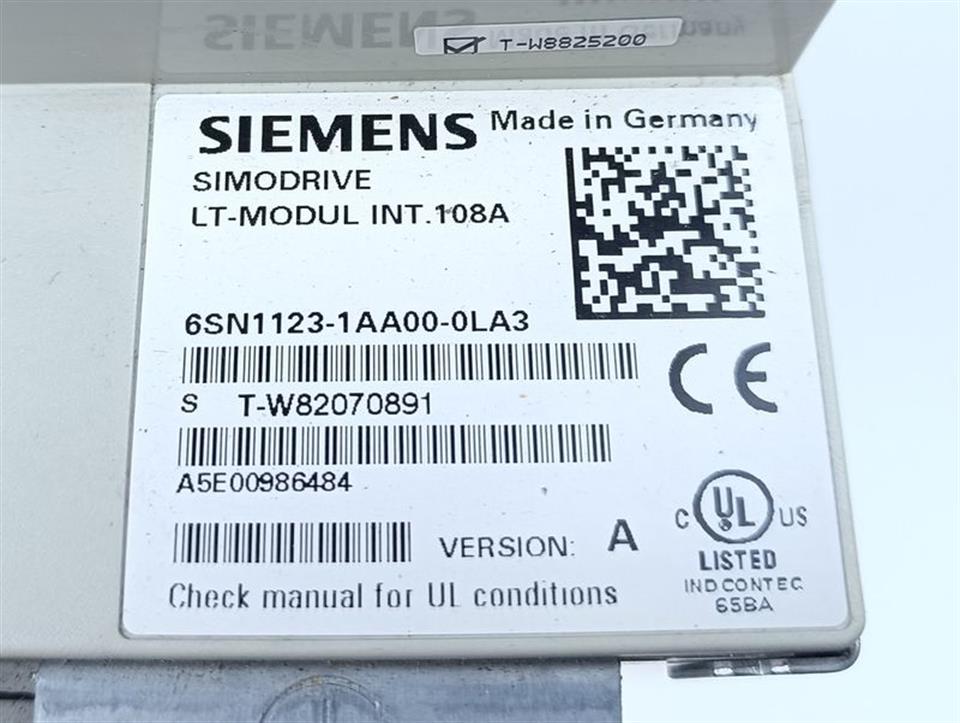 T-W8825200
SIEMENS Made in Germany
SIMODRIVE
LT-MODUL INT.108A
6SN1123-1AA00-0LA3
S T-W82070891
A5E00986484
VERSION: A
C UL US
LISTED
IND CONT EQ
65BA
Check manual for UL conditions